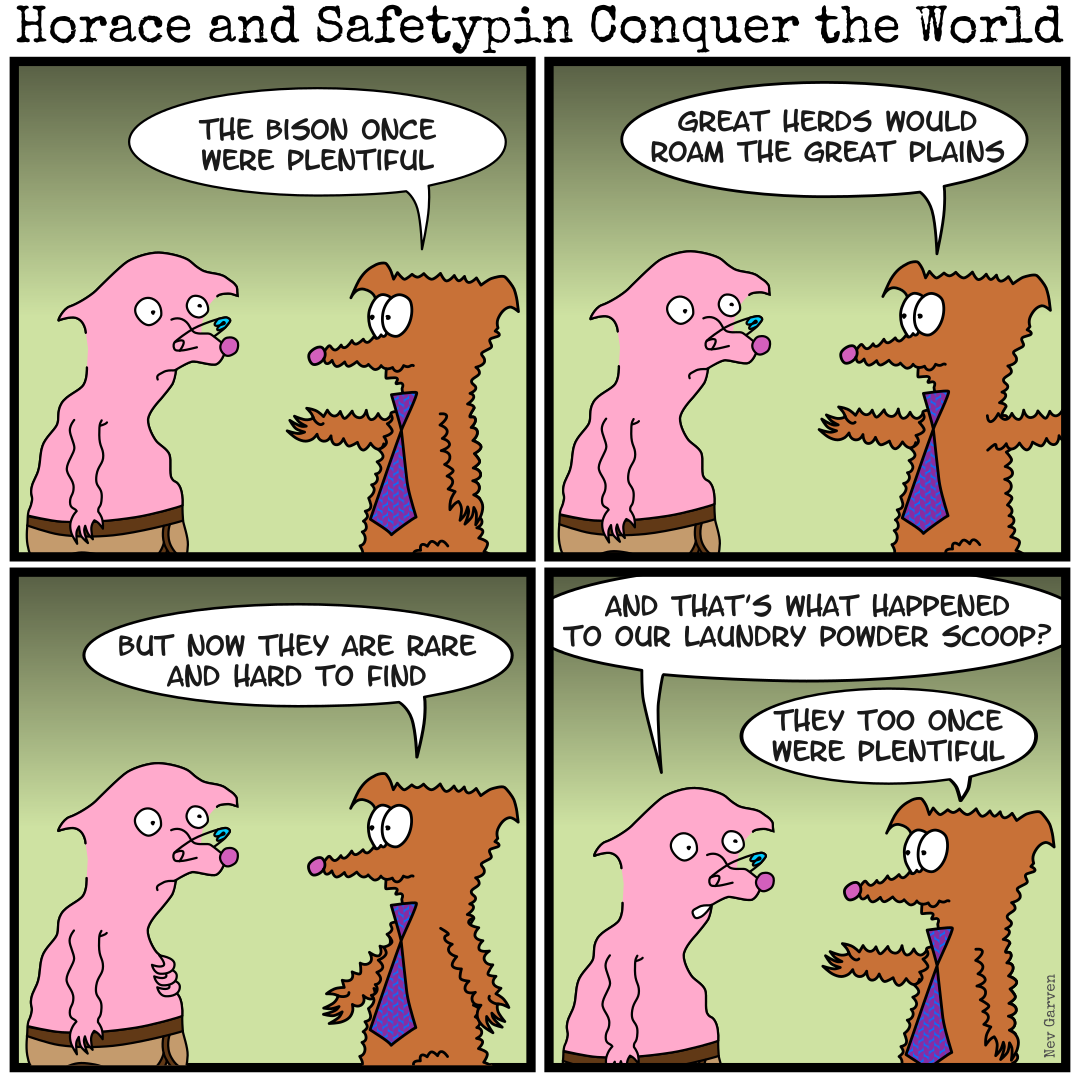 Horace and Safetypin Conquer the World
THE BISON ONCE
WERE PLENTIFUL
GREAT HERDS WOULD
ROAM THE GREAT PLAINS
BUT NOW THEY ARE RARE
AND HARD TO FIND
AND THAT'S WHAT HAPPENED
TO OUR LAUNDRY POWDER SCOOP?
THEY TOO ONCE
WERE PLENTIFUL
Nev Garven